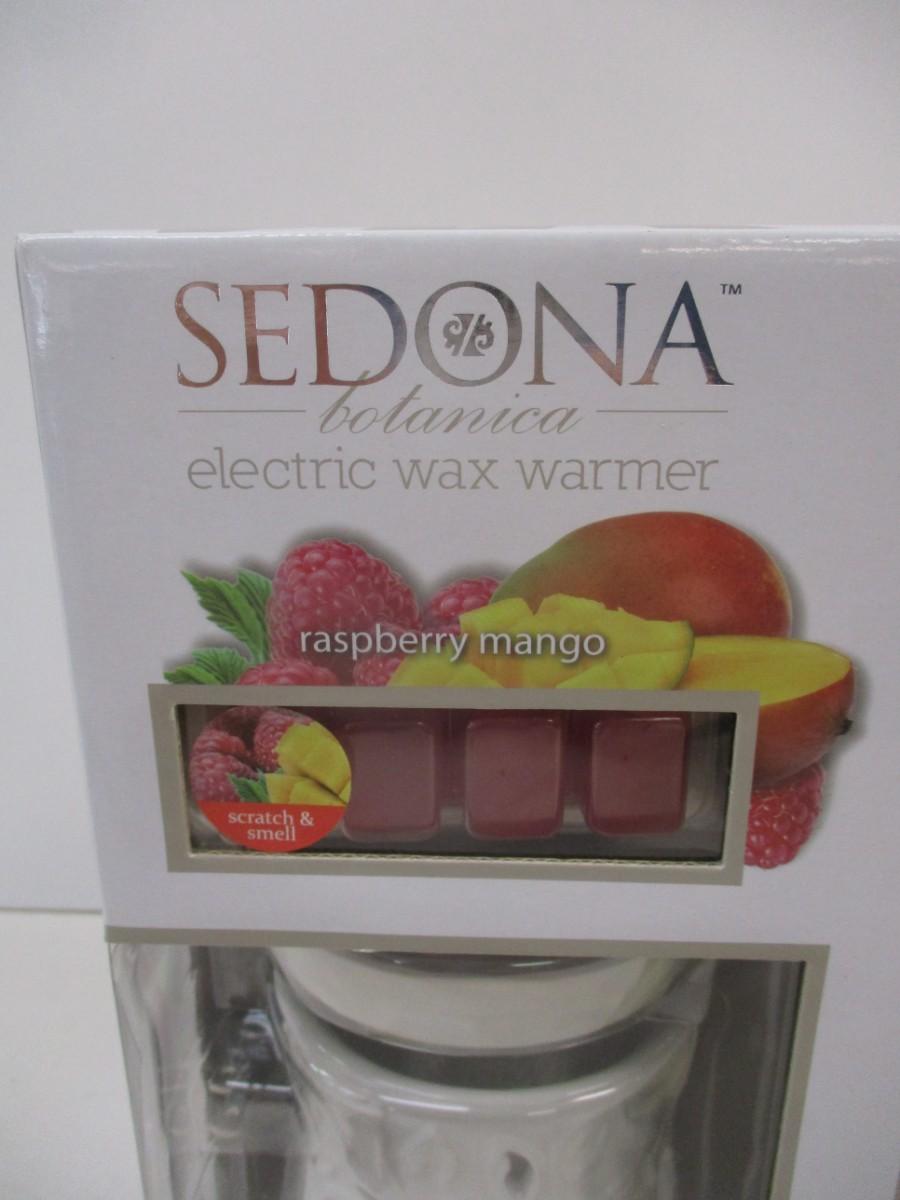 SEDONA™
botanica
electric wax warmer
raspberry mango
scratch &
smell